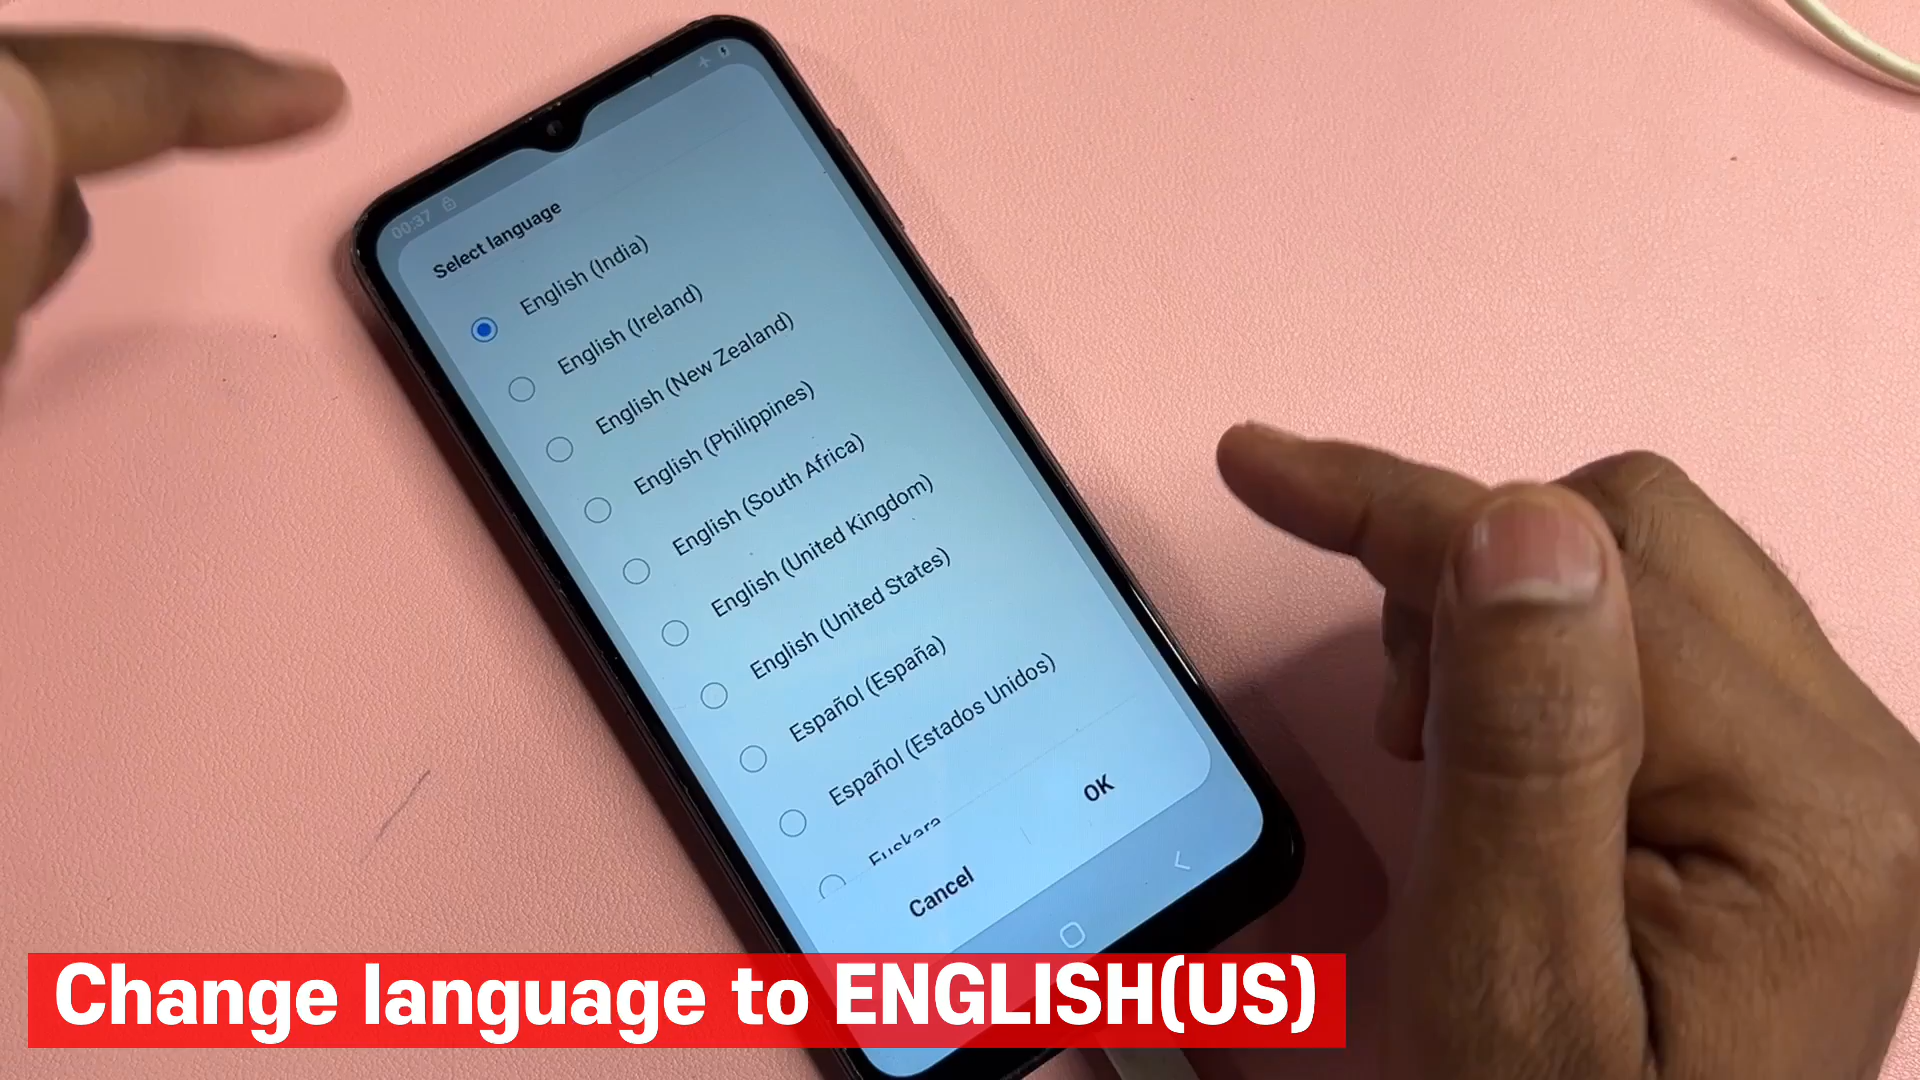 00:37
Select language
English (India)
English (Ireland)
English (New Zealand)
English (Philippines)
English (South Africa)
English (United Kingdom)
English (United States)
Español (España)
Español (Estados Unidos)
Euskara
Cancel
OK
Change language to ENGLISH(US)